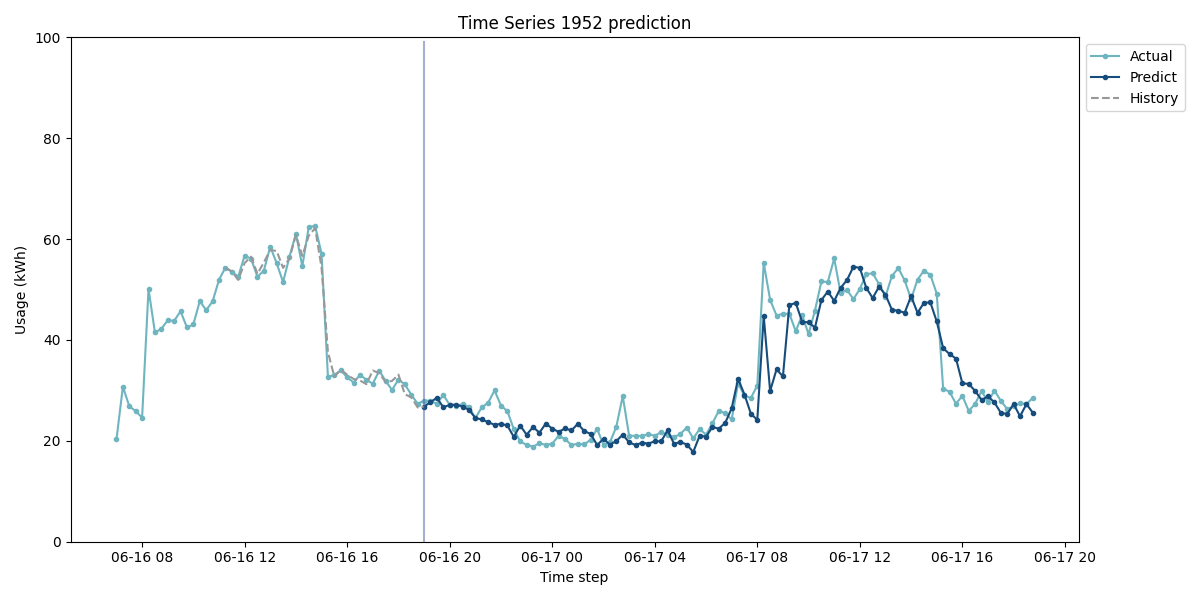 Time Series 1952 prediction
Usage (kWh)
100
80
60
40
20
0
06-16 08
06-16 12
06-16 16
06-16 20
06-17 00
06-17 04
06-17 08
06-17 12
06-17 16
06-17 20
Time step
Actual
Predict
History